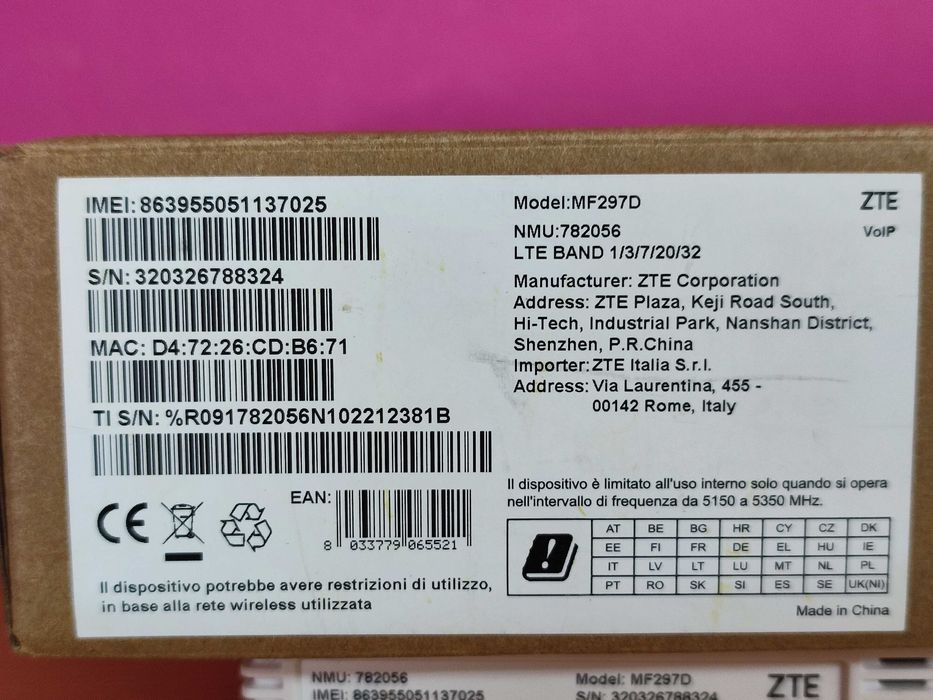 IMEI: 863955051137025
S/N: 320326788324
MAC: D4:72:26:CD:B6:71
TI S/N: %R091782056N102212381B
EAN:
8 033779 065521
CE
Il dispositivo potrebbe avere restrizioni di utilizzo,
in base alla rete wireless utilizzata
Model:MF297D
ZTE
NMU:782056
VoIP
LTE BAND 1/3/7/20/32
Manufacturer: ZTE Corporation
Address: ZTE Plaza, Keji Road South,
Hi-Tech, Industrial Park, Nanshan District,
Shenzhen, P.R.China
Importer:ZTE Italia S.r.l.
Address:Via Laurentina, 455 -
00142 Rome, Italy
Il dispositivo è limitato all'uso interno solo quando si opera
nell'intervallo di frequenza da 5150 a 5350 MHz.
AT BE BG HR CY CZ DK
EE FI FR DE EL HU IE
IT LV LT LU MT NL PL
PT RO SK SI ES SE UK(NI)
Made in China
NMU: 782056 Model: MF297D
IMEI: 863955051137025 S/N: 320326788324
ZTE